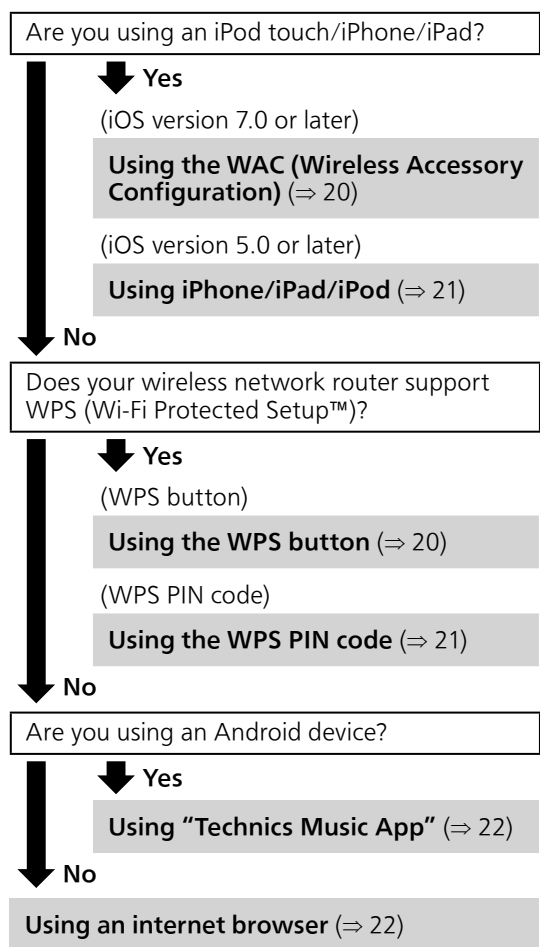 Are you using an iPod touch/iPhone/iPad?
Yes
(iOS version 7.0 or later)
Using the WAC (Wireless Accessory
Configuration) (⇒ 20)
(iOS version 5.0 or later)
Using iPhone/iPad/iPod (⇒ 21)
No
Does your wireless network router support
WPS (Wi-Fi Protected Setup™)?
Yes
(WPS button)
Using the WPS button (⇒ 20)
(WPS PIN code)
Using the WPS PIN code (⇒ 21)
No
Are you using an Android device?
Yes
Using “Technics Music App” (⇒ 22)
No
Using an internet browser (⇒ 22)